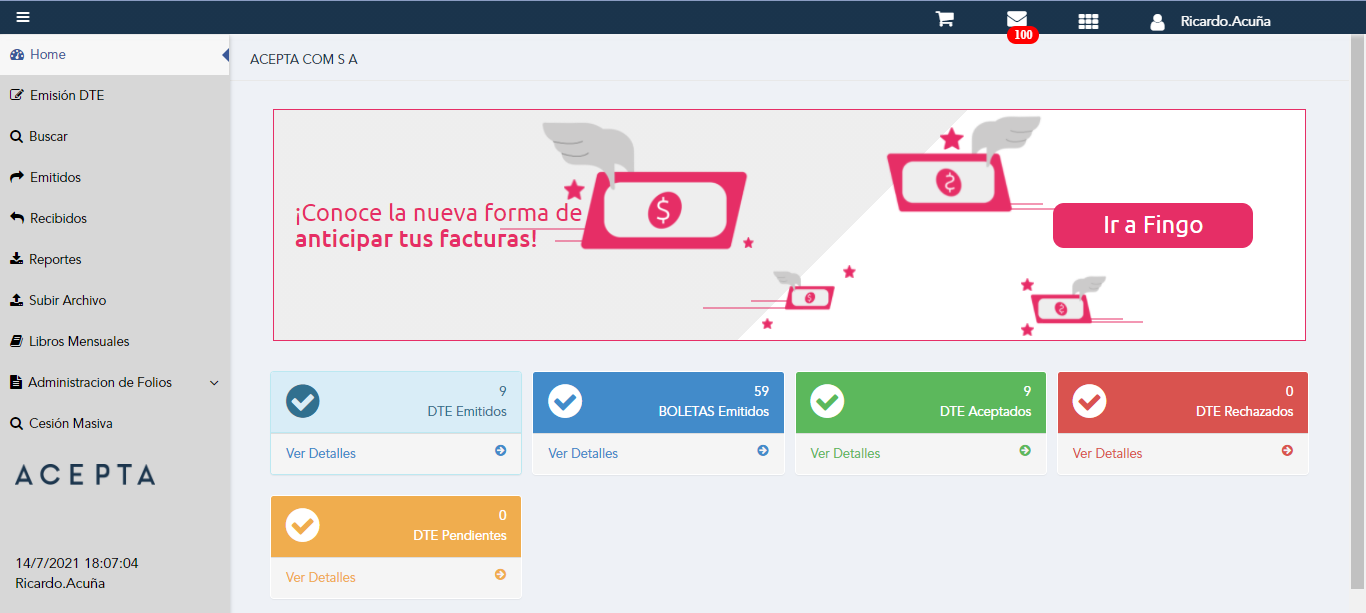 100
Ricardo.Acuña
Home
Emisión DTE
Buscar
Emitidos
Recibidos
Reportes
Subir Archivo
Libros Mensuales
Administracion de Folios
Cesión Masiva
ACEPTA
14/7/2021 18:07:04
Ricardo.Acuña
ACEPTA COM S A
¡Conoce la nueva forma de
anticipar tus facturas!
$
$
$
$
Ir a Fingo
9
DTE Emitidos
Ver Detalles
59
BOLETAS Emitidos
Ver Detalles
9
DTE Aceptados
Ver Detalles
0
DTE Rechazados
Ver Detalles
0
DTE Pendientes
Ver Detalles